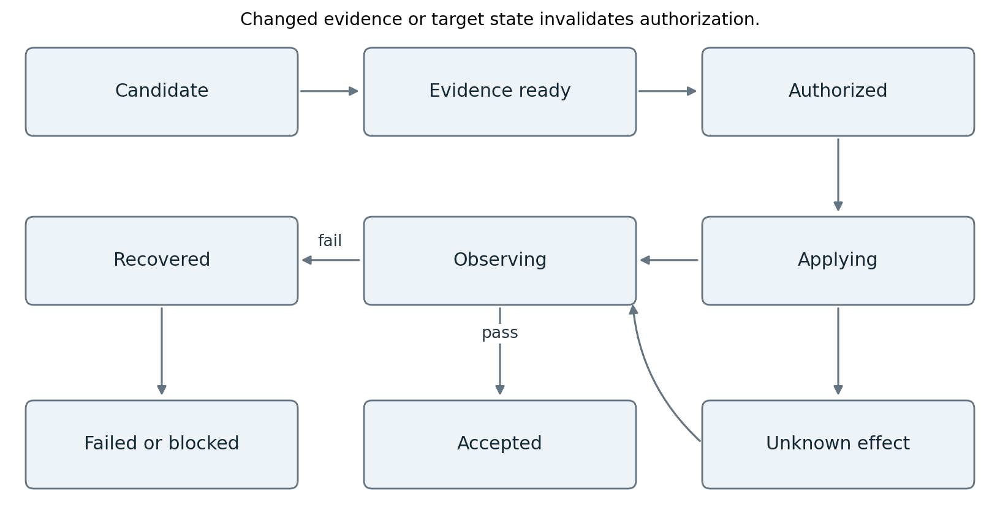 Changed evidence or target state invalidates authorization.
Candidate
Evidence ready
Authorized
Recovered
fail
Observing
Applying
pass
Failed or blocked
Accepted
Unknown effect